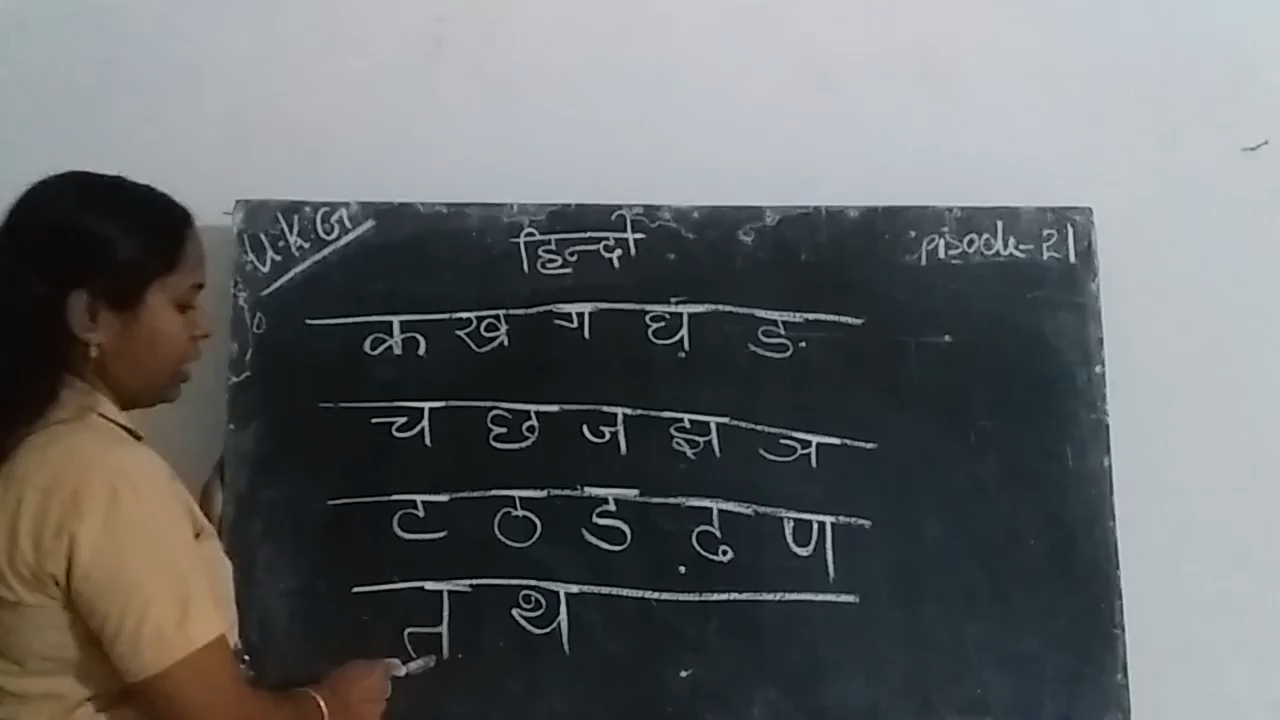 U.K.G
हिन्दी
pisode-21
क ख ग घ ङ
च छ ज झ ञ
ट ठ ड ढ़ ण
त थ